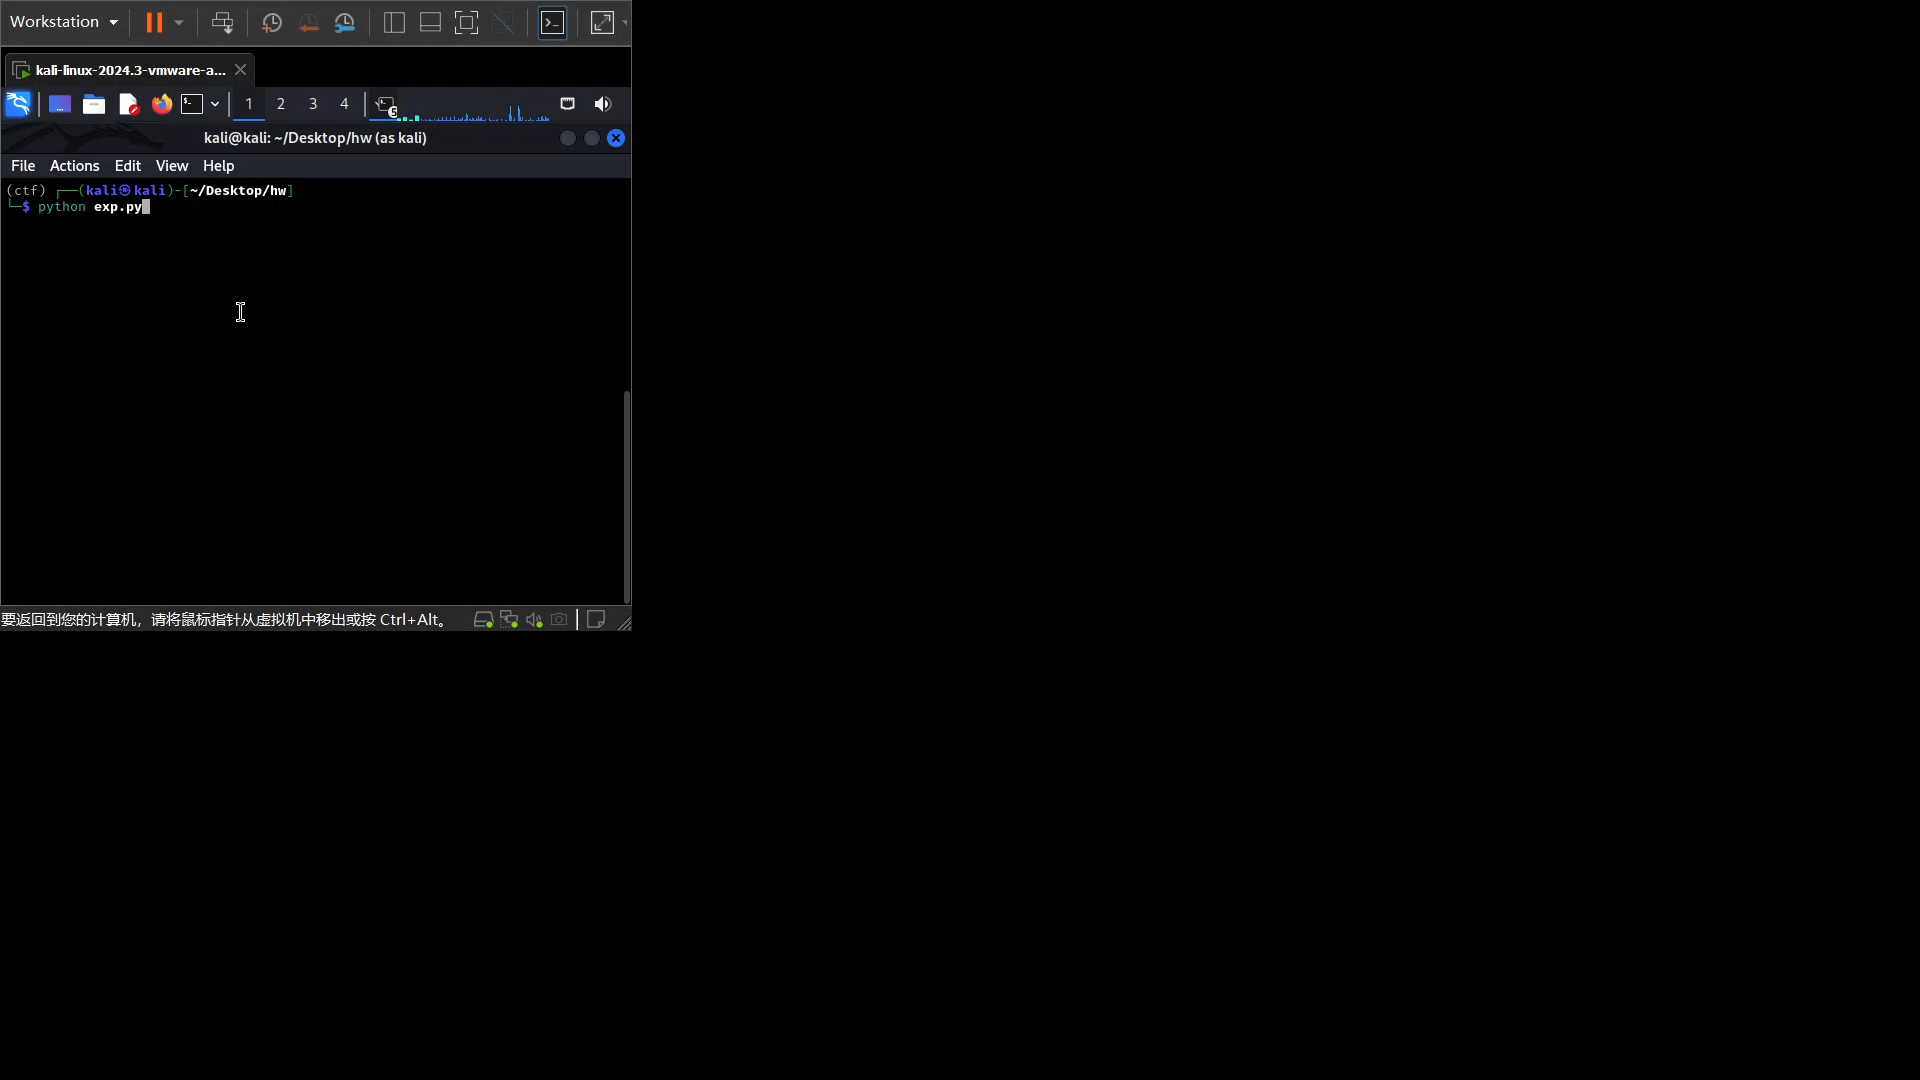 Workstation
kali-linux-2024.3-vmware-a...
1 2 3 4 5
kali@kali: ~/Desktop/hw (as kali)
File Actions Edit View Help
(ctf) ┌──(kali㉿kali)-[~/Desktop/hw]
└─$ python exp.py
要返回到您的计算机，请将鼠标指针从虚拟机中移出或按 Ctrl+Alt。